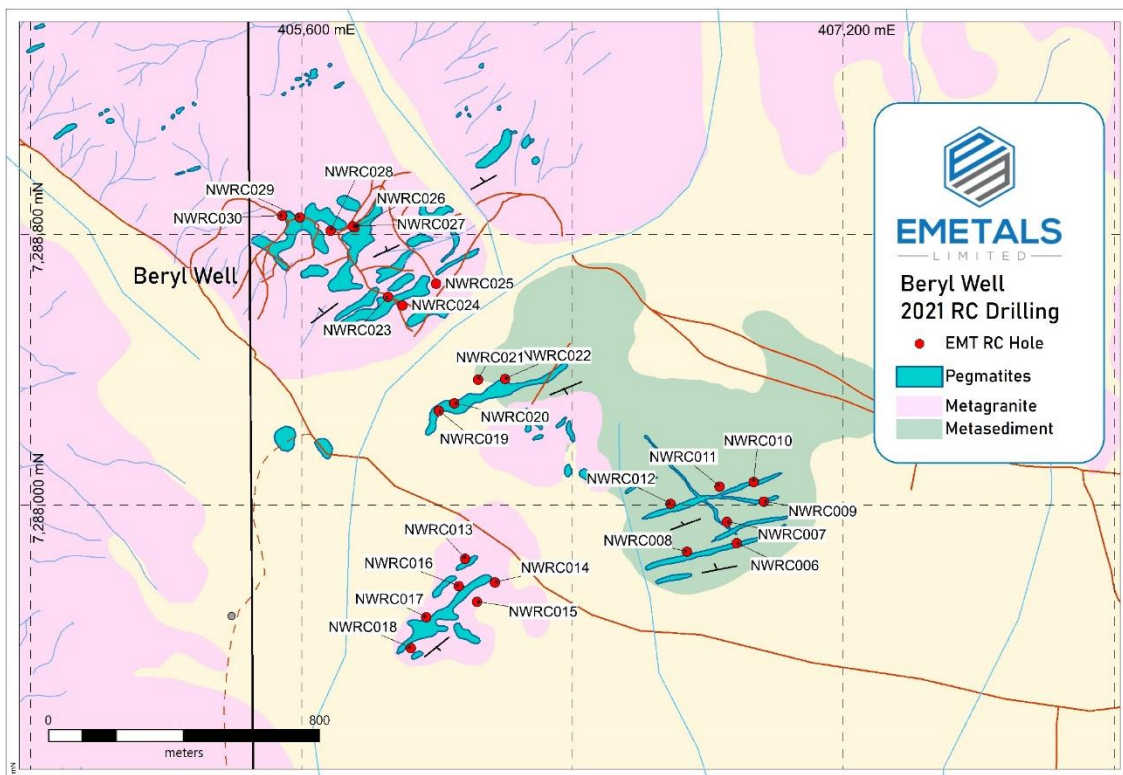 405,600 mE
407,200 mE
EMETALS
LIMITED
Beryl Well
2021 RC Drilling
EMT RC Hole
Pegmatites
Metagranite
Metasediment
NWRC028
NWRC029
NWRC026
NWRC030
NWRC027
7,288,800 mN
Beryl Well
NWRC025
NWRC024
NWRC023
NWRC021
NWRC022
NWRC020
NWRC019
NWRC010
NWRC011
NWRC012
7,288,000 mN
NWRC009
NWRC007
NWRC008
NWRC006
NWRC013
NWRC016
NWRC014
NWRC015
NWRC017
NWRC018
0
800
meters
mN